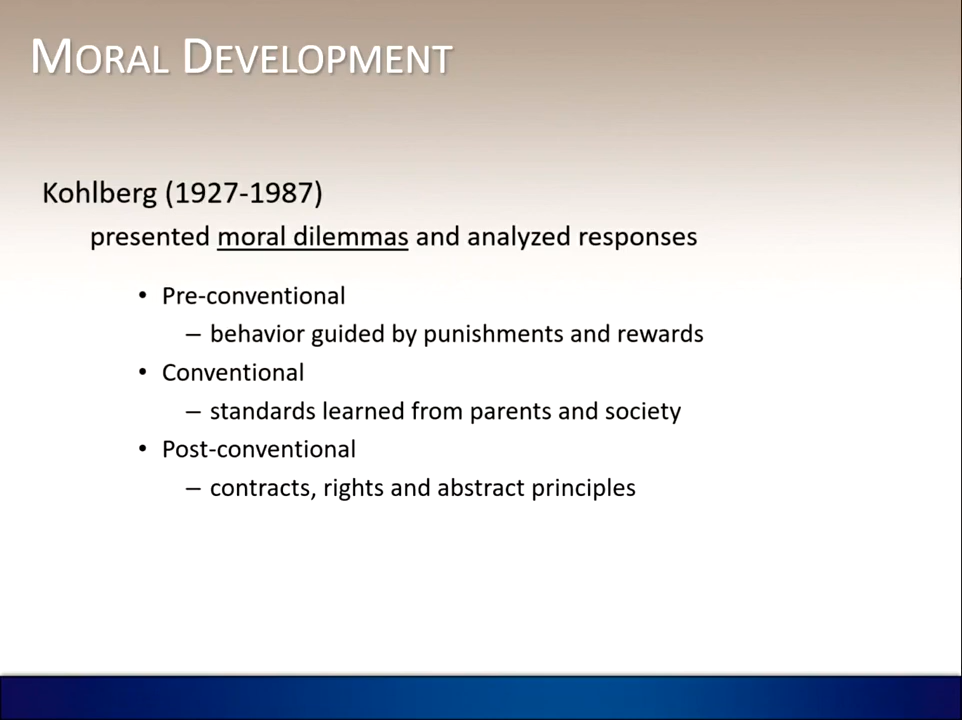 MORAL DEVELOPMENT
Kohlberg (1927-1987)
presented moral dilemmas and analyzed responses
• Pre-conventional
– behavior guided by punishments and rewards
• Conventional
– standards learned from parents and society
• Post-conventional
– contracts, rights and abstract principles